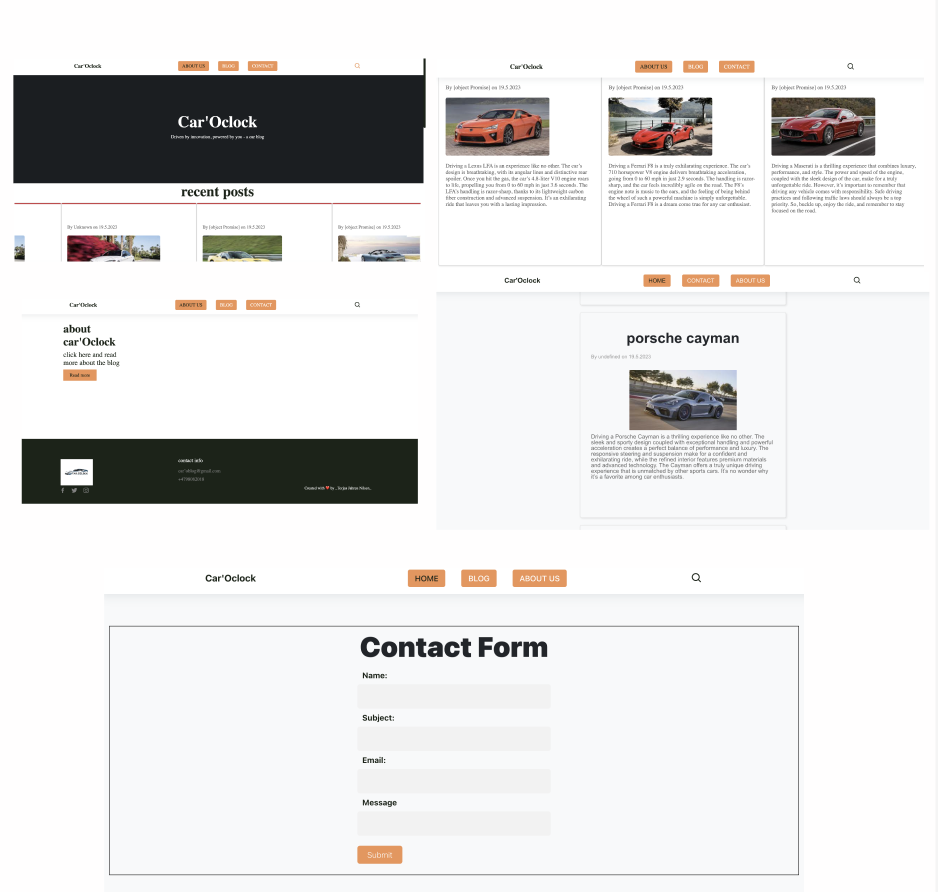 Car'Oclock
ABOUT US
BLOG
CONTACT
Car'Oclock
Driven by innovation, powered by you - a car blog
recent posts
By Unknown on 19.5.2023
By [object Promise] on 19.5.2023
By [object Promise] on 19.5.2023
Car'Oclock
ABOUT US
BLOG
CONTACT
By [object Promise] on 19.5.2023
Driving a Lexus LFA is an experience like no other. The car's
design is breathtaking, with its angular lines and distinctive rear
spoiler. Once you hit the gas, the car's 4.8-liter V10 engine roars
to life, propelling you from 0 to 60 mph in just 3.6 seconds. The
handling is razor-sharp, thanks to its lightweight carbon
fiber construction and advanced suspension. It's an exhilarating
ride that leaves you with a lasting impression.
By [object Promise] on 19.5.2023
Driving a Ferrari F8 is a truly exhilarating experience. The car's
710 horsepower V8 engine delivers breathtaking acceleration,
going from 0 to 60 mph in just 2.9 seconds. The handling is razor-
sharp, and the car feels incredibly agile on the road. The F8's
engine note is music to the ears, and the feeling of being behind
the wheel of such a powerful machine is simply unforgettable.
Driving a Ferrari F8 is a dream come true for any car enthusiast.
By [object Promise] on 19.5.2023
Driving a Maserati is a thrilling experience that combines luxury,
performance, and style. The power and speed of the engine,
coupled with the sleek design of the car, make for a truly
unforgettable ride. However, it's important to remember that
driving any vehicle comes with responsibility. Safe driving
practices and following traffic laws should always be a top
priority. So, buckle up, enjoy the ride, and remember to stay
focused on the road.
Car'Oclock
ABOUT US
BLOG
CONTACT
about
car'Oclock
click here and read
more about the blog
Read more
contact info
Created with ❤ by
Car'Oclock
HOME
CONTACT
ABOUT US
porsche cayman
By undefined on 19.5.2023
Driving a Porsche Cayman is a thrilling experience like no other. The
sleek and sporty design coupled with exceptional handling and powerful
acceleration creates a perfect balance of performance and luxury. The
responsive steering and suspension make for a confident and
exhilarating ride, while the refined interior features premium materials
and advanced technology. The Cayman offers a truly unique driving
experience that is unmatched by other sports cars. It's no wonder why
it's a favorite among car enthusiasts.
Car'Oclock
HOME
BLOG
ABOUT US
Contact Form
Name:
Subject:
Email:
Message
Submit